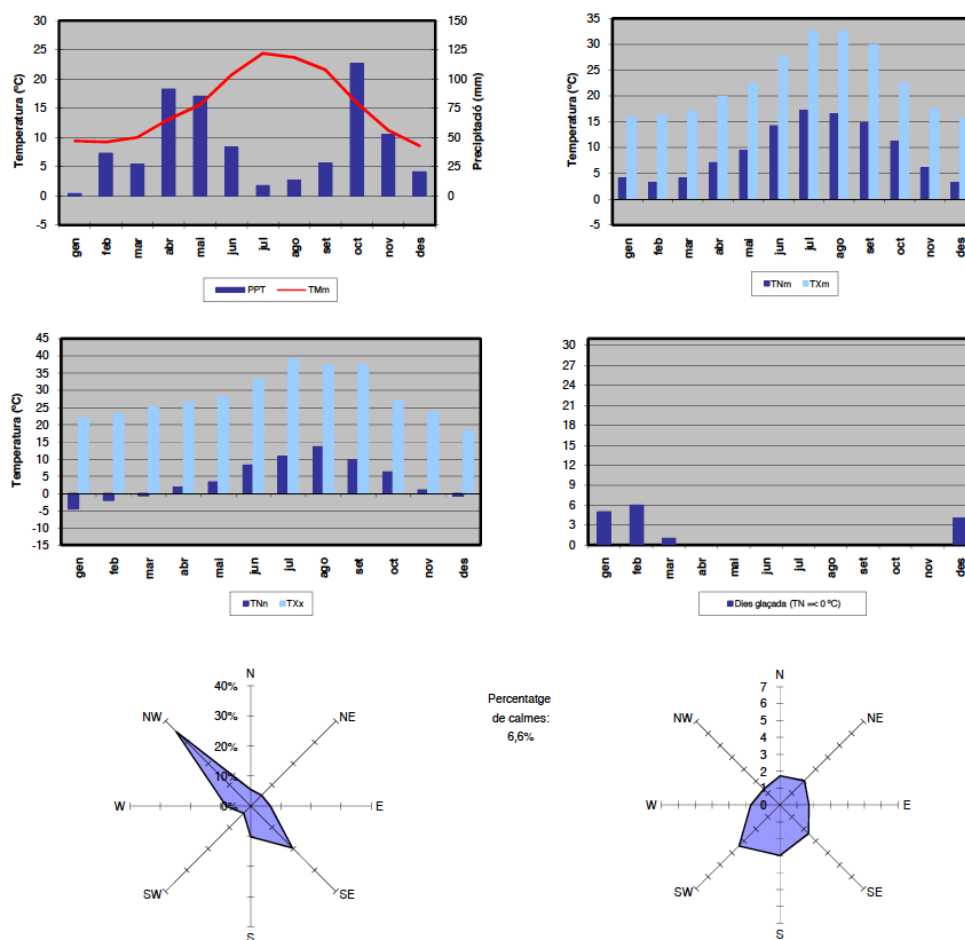 30
25
20
15
10
5
0
-5
Temperatura (ºC)
150
125
100
75
50
25
0
Precipitació (mm)
gen feb mar abr mai jun jul ago set oct nov des
PPT TMm
35
30
25
20
15
10
5
0
-5
Temperatura (ºC)
gen feb mar abr mai jun jul ago set oct nov des
TNm TXm
45
40
35
30
25
20
15
10
5
0
-5
-10
-15
Temperatura (ºC)
gen feb mar abr mai jun jul ago set oct nov des
TNn TXx
30
27
24
21
18
15
12
9
6
3
0
gen feb mar abr mai jun jul ago set oct nov des
Dies glaçada (TN =< 0 ºC)
N
40%
30%
20%
10%
0%
NW
NE
W
E
SW
SE
S
Percentatge
de calmes:
6,6%
N
7
6
5
4
3
2
1
0
NW
NE
W
E
SW
SE
S